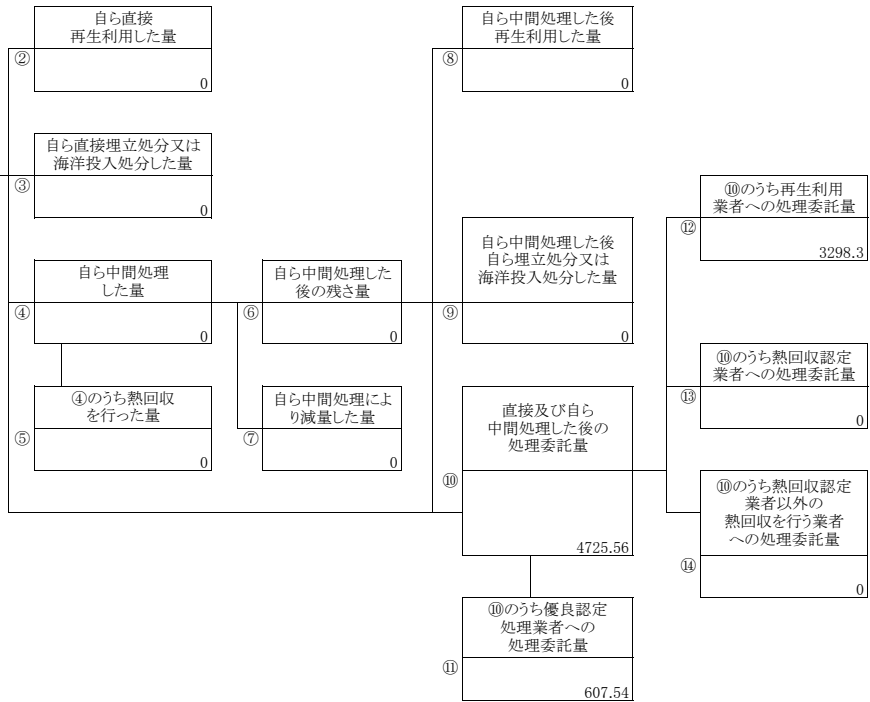 自ら直接
再生利用した量
②
0
自ら直接埋立処分又は
海洋投入処分した量
③
0
自ら中間処理
した量
④
0
④のうち熱回収
を行った量
⑤
0
自ら中間処理した
後の残さ量
⑥
0
自ら中間処理によ
り減量した量
⑦
0
自ら中間処理した後
再生利用した量
⑧
0
自ら中間処理した後
自ら埋立処分又は
海洋投入処分した量
⑨
0
直接及び自ら
中間処理した後の
処理委託量
⑩
4725.56
⑩のうち優良認定
処理業者への
処理委託量
⑪
607.54
⑩のうち再生利用
業者への処理委託量
⑫
3298.3
⑩のうち熱回収認定
業者への処理委託量
⑬
0
⑩のうち熱回収認定
業者以外の
熱回収を行う業者
への処理委託量
⑭
0